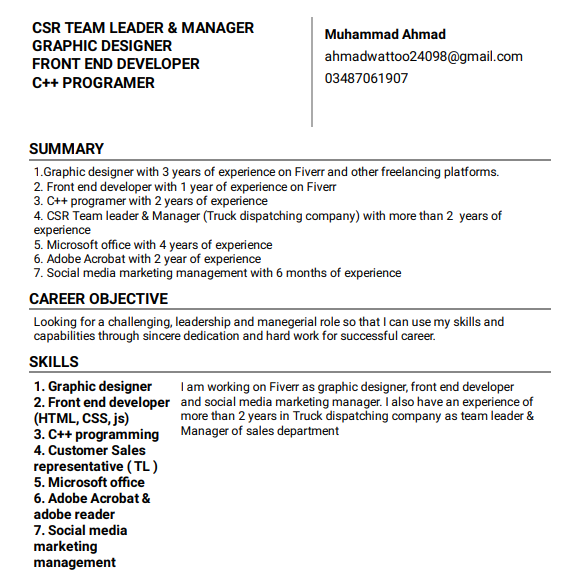 CSR TEAM LEADER & MANAGER
GRAPHIC DESIGNER
FRONT END DEVELOPER
C++ PROGRAMER
Muhammad Ahmad
ahmadwattoo24098@gmail.com
03487061907
SUMMARY
1.Graphic designer with 3 years of experience on Fiverr and other freelancing platforms.
2. Front end developer with 1 year of experience on Fiverr
3. C++ programer with 2 years of experience
4. CSR Team leader & Manager (Truck dispatching company) with more than 2 years of
experience
5. Microsoft office with 4 years of experience
6. Adobe Acrobat with 2 year of experience
7. Social media marketing management with 6 months of experience
CAREER OBJECTIVE
Looking for a challenging, leadership and manegerial role so that I can use my skills and
capabilities through sincere dedication and hard work for successful career.
SKILLS
1. Graphic designer
2. Front end developer
(HTML, CSS, js)
3. C++ programming
4. Customer Sales
representative ( TL )
5. Microsoft office
6. Adobe Acrobat &
adobe reader
7. Social media
marketing
management
I am working on Fiverr as graphic designer, front end developer
and social media marketing manager. I also have an experience of
more than 2 years in Truck dispatching company as team leader &
Manager of sales department